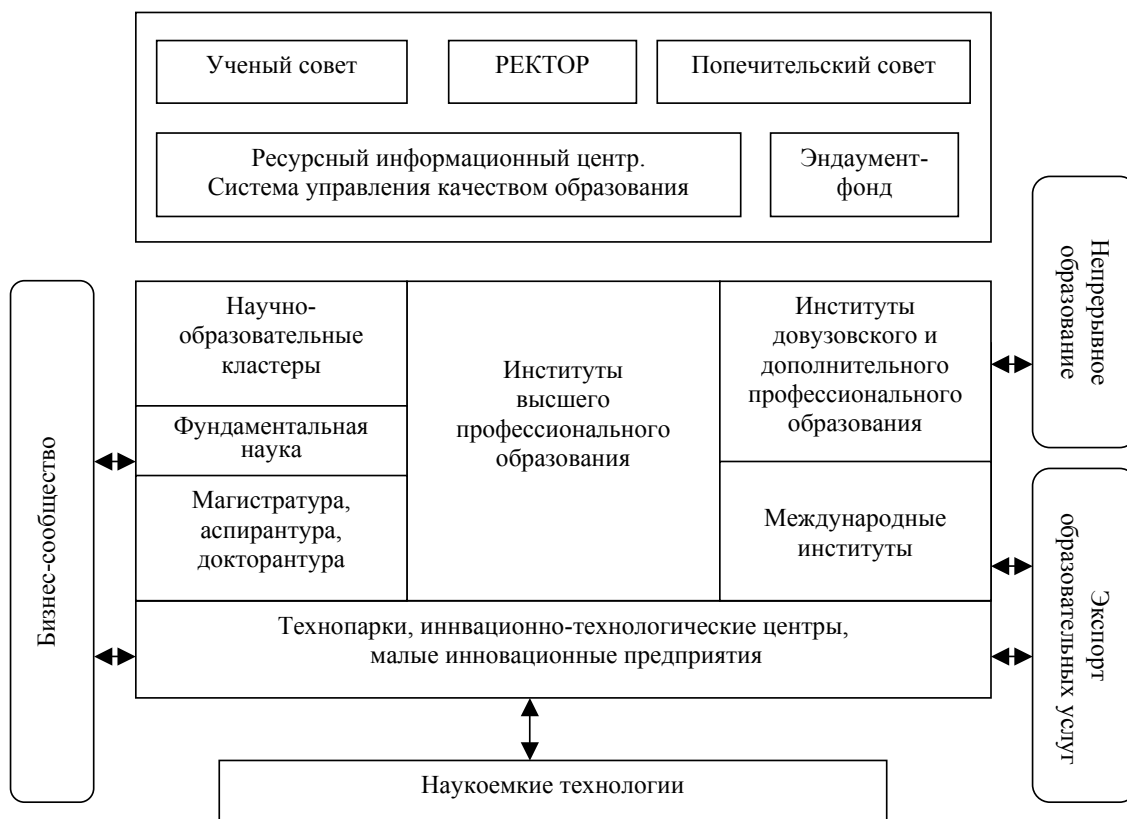 Ученый совет
РЕКТОР
Попечительский совет
Ресурсный информационный центр.
Система управления качеством образования
Эндаумент-
фонд
Непрерывное
образование
Бизнес-сообщество
Научно-
образовательные
кластеры
Фундаментальная
наука
Магистратура,
аспирантура,
докторантура
Институты
высшего
профессионального
образования
Институты
довузовского и
дополнительного
профессионального
образования
Международные
институты
Экспорт
образовательных услуг
Технопарки, иннвационно-технологические центры,
малые инновационные предприятия
Наукоемкие технологии